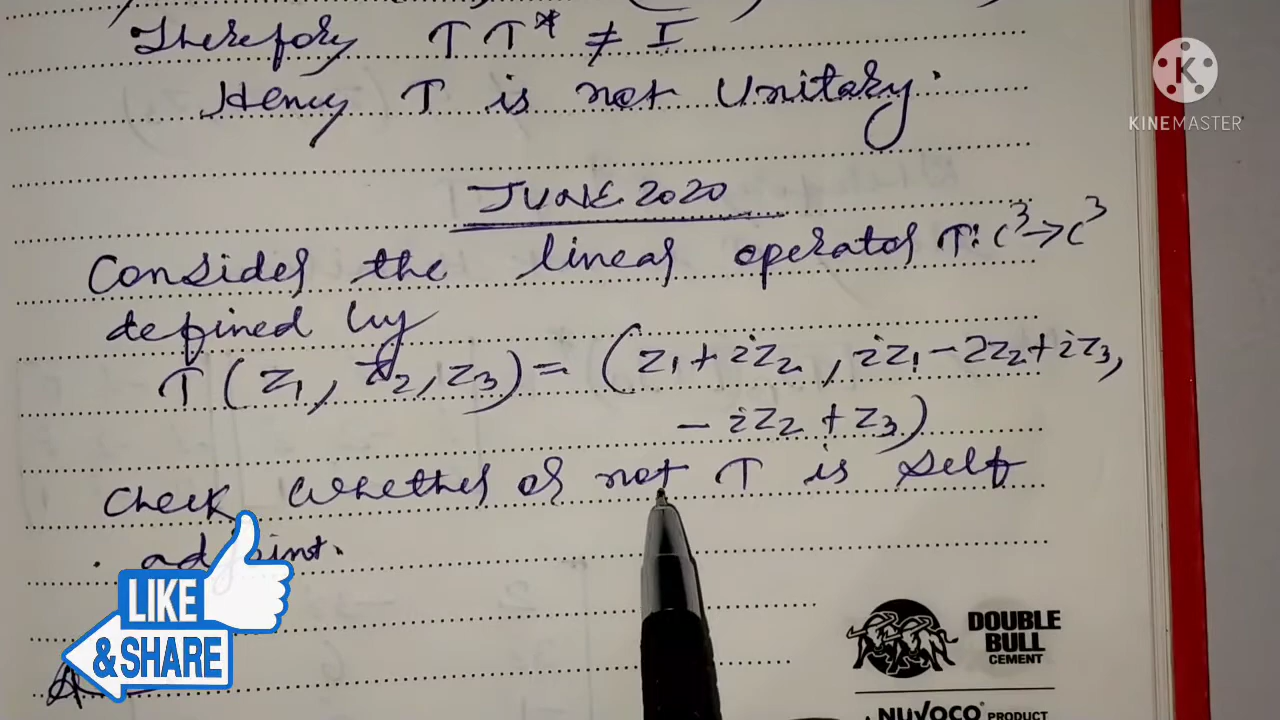 Therefore T T* ≠ I
Hence T is not Unitary.
KINEMASTER
JUNE 2020
Consider the linear operator T: C³→C³
defined by
T(z₁, z₂, z₃) = (z₁ + iz₂, iz₁ - 2z₂ + iz₃,
- iz₂ + z₃)
Check whether or not T is self
adjoint.
LIKE
& SHARE
DOUBLE
BULL
CEMENT
NUVOCO PRODUCT